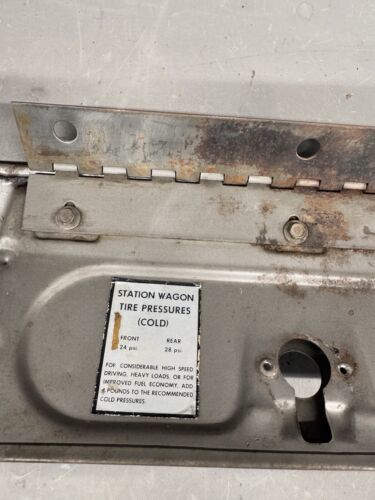 STATION WAGON
TIRE PRESSURES
(COLD)
FRONT REAR
24 psi 28 psi
FOR CONSIDERABLE HIGH SPEED
DRIVING, HEAVY LOADS, OR FOR
IMPROVED FUEL ECONOMY, ADD
4 POUNDS TO THE RECOMMENDED
COLD PRESSURES.